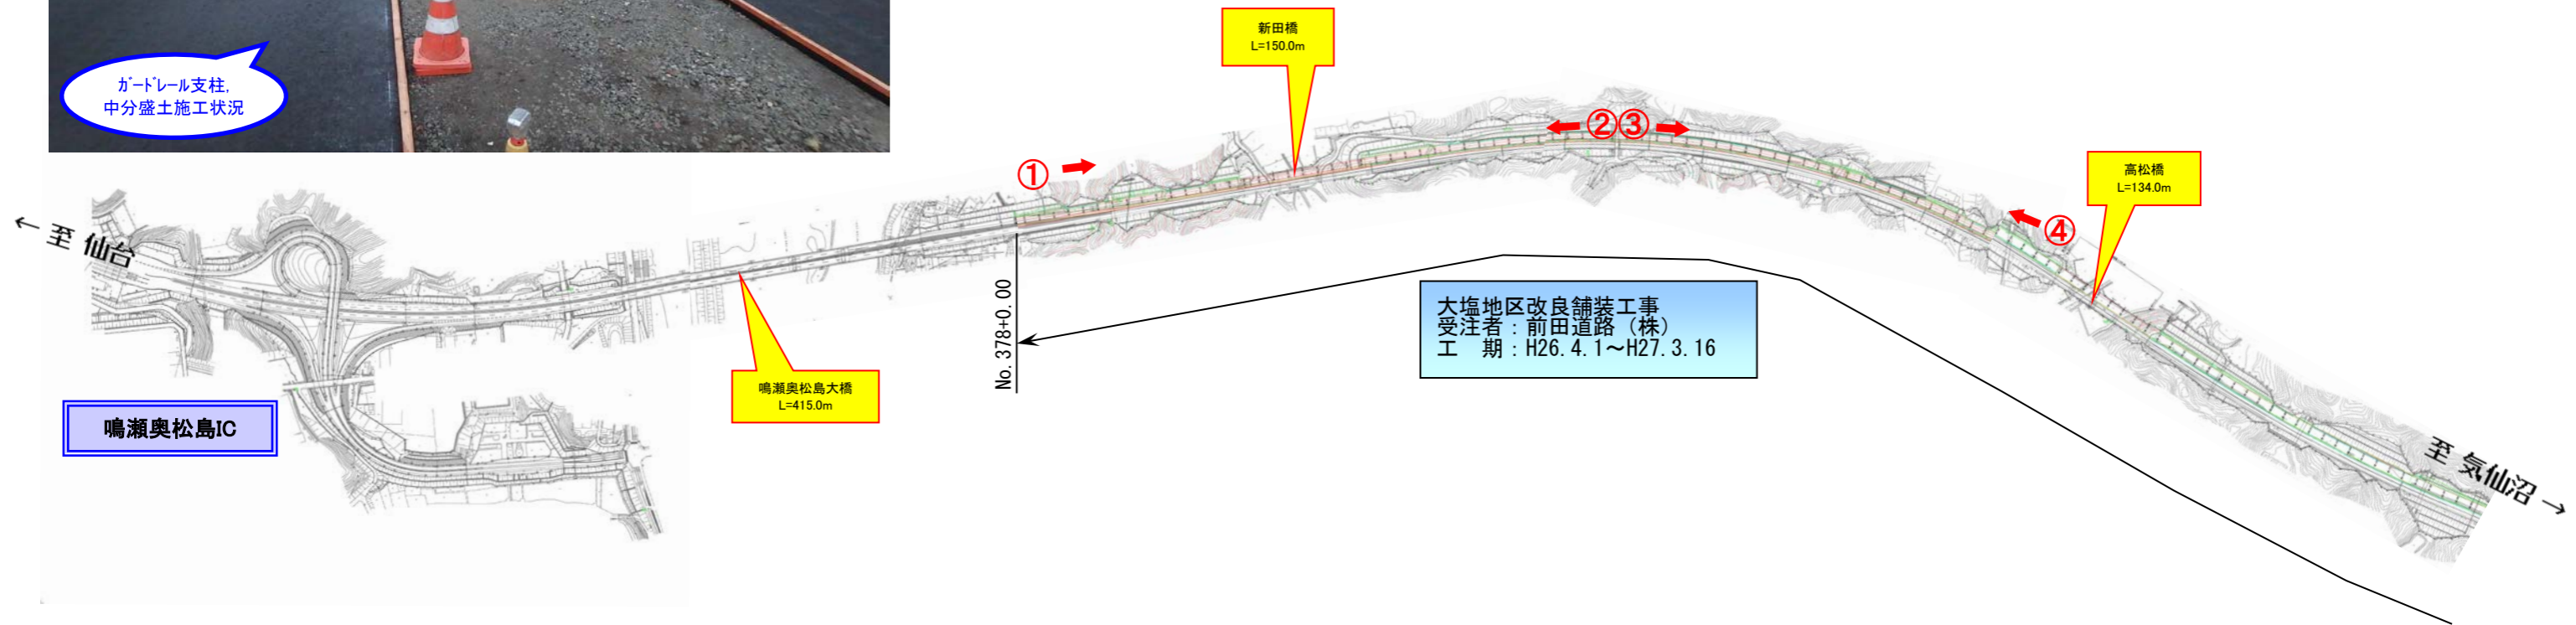 ガードレール支柱,
中分盛土施工状況
新田橋
L=150.0m
①
②③
高松橋
L=134.0m
④
← 至 仙台
No.378+0.00
大塩地区改良舗装工事
受注者：前田道路（株）
工　期：H26.4.1～H27.3.16
鳴瀬奥松島大橋
L=415.0m
鳴瀬奥松島IC
至 気仙沼 →